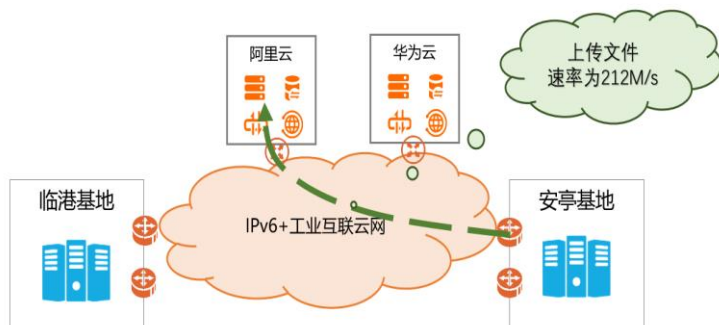 阿里云
华为云
上传文件
速率为212M/s
临港基地
IPv6+工业互联云网
安亭基地